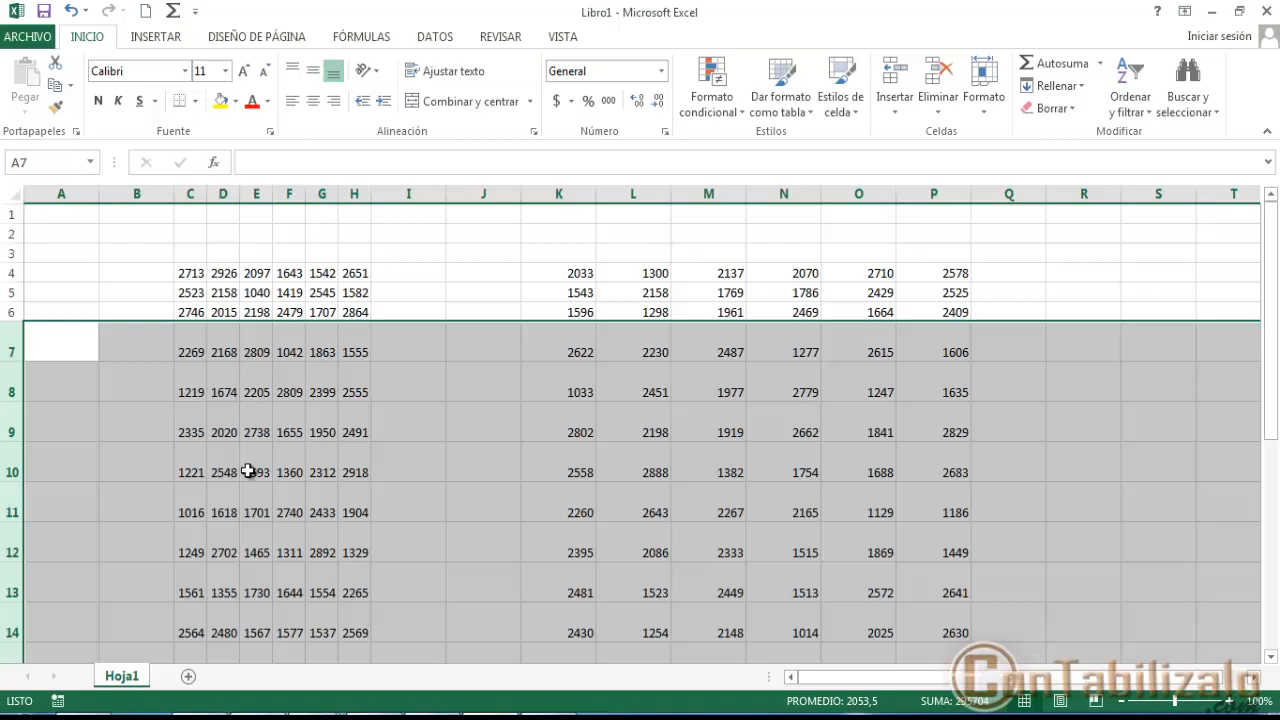 Libro1 - Microsoft Excel
?
ARCHIVO INICIO INSERTAR DISEÑO DE PÁGINA FÓRMULAS DATOS REVISAR VISTA Iniciar sesión
Pegar
Calibri 11
N K S
Ajustar texto
Combinar y centrar
General
$ % 000
Formato condicional
Dar formato como tabla
Estilos de celda
Insertar Eliminar Formato
Autosuma
Rellenar
Borrar
Ordenar y filtrar
Buscar y seleccionar
Portapapeles Fuente Alineación Número Estilos Celdas Modificar
A7 fx
A B C D E F G H I J K L M N O P Q R S T
1
2
3
4 2713 2926 2097 1643 1542 2651 2033 1300 2137 2070 2710 2578
5 2523 2158 1040 1419 2545 1582 1543 2158 1769 1786 2429 2525
6 2746 2015 2198 2479 1707 2864 1596 1298 1961 2469 1664 2409
7 2269 2168 2809 1042 1863 1555 2622 2230 2487 1277 2615 1606
8 1219 1674 2205 2809 2399 2555 1033 2451 1977 2779 1247 1635
9 2335 2020 2738 1655 1950 2491 2802 2198 1919 2662 1841 2829
10 1221 2548 1360 2312 2918 2558 2888 1382 1754 1688 2683
11 1016 1618 1701 2740 2433 1904 2260 2643 2267 2165 1129 1186
12 1249 2702 1465 1311 2892 1329 2395 2086 2333 1515 1869 1449
13 1561 1355 1730 1644 1554 2265 2481 1523 2449 1513 2572 2641
14 2564 2480 1567 1577 1537 2569 2430 1254 2148 1014 2025 2630
Hoja1
ConTabilizalo
.com
LISTO PROMEDIO: 2053,5 SUMA: 295704 100%